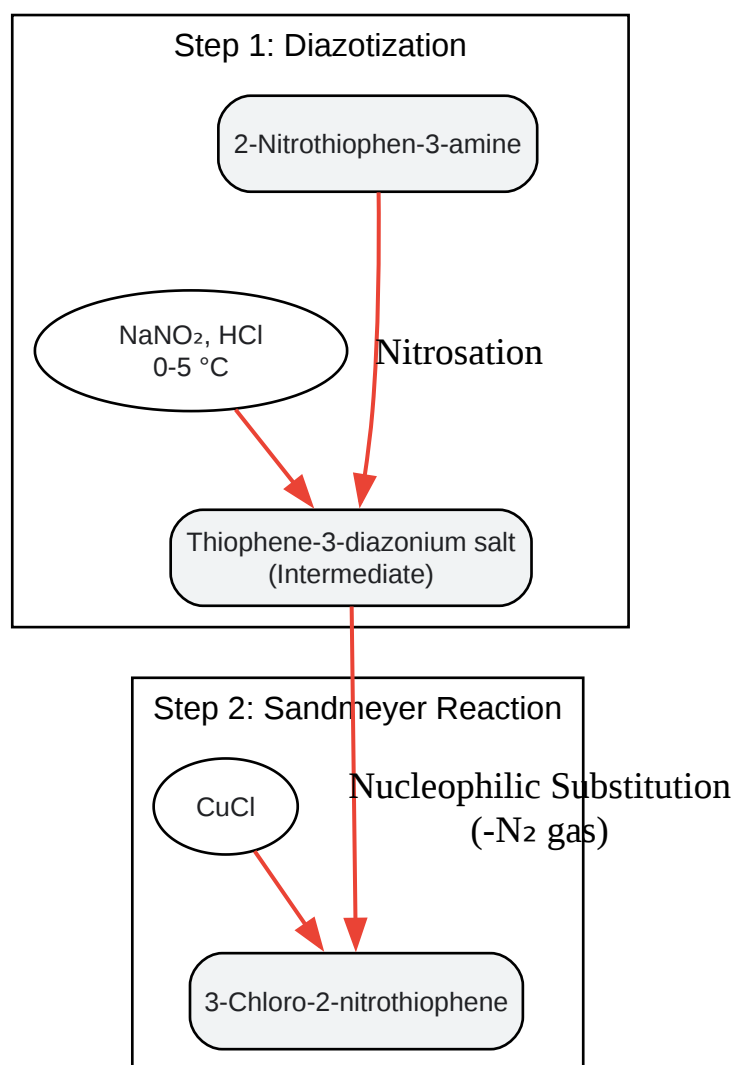 Step 1: Diazotization
2-Nitrothiophen-3-amine
NaNO₂, HCl
0-5 °C
Nitrosation
Thiophene-3-diazonium salt
(Intermediate)
Step 2: Sandmeyer Reaction
CuCl
Nucleophilic Substitution
(-N₂ gas)
3-Chloro-2-nitrothiophene